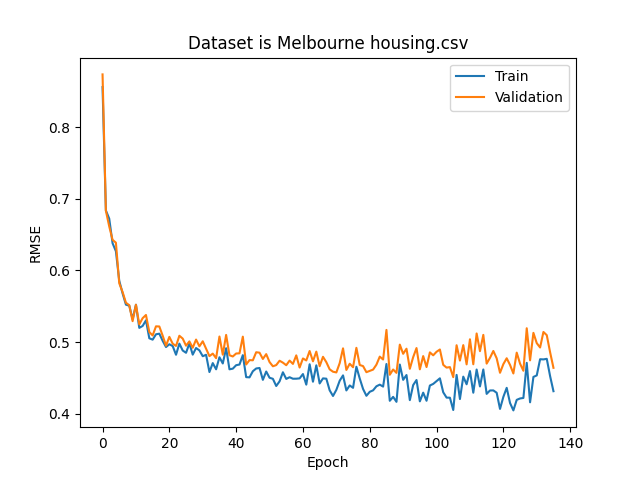 Dataset is Melbourne housing.csv
Train
Validation
RMSE
0.8
0.7
0.6
0.5
0.4
0 20 40 60 80 100 120 140
Epoch